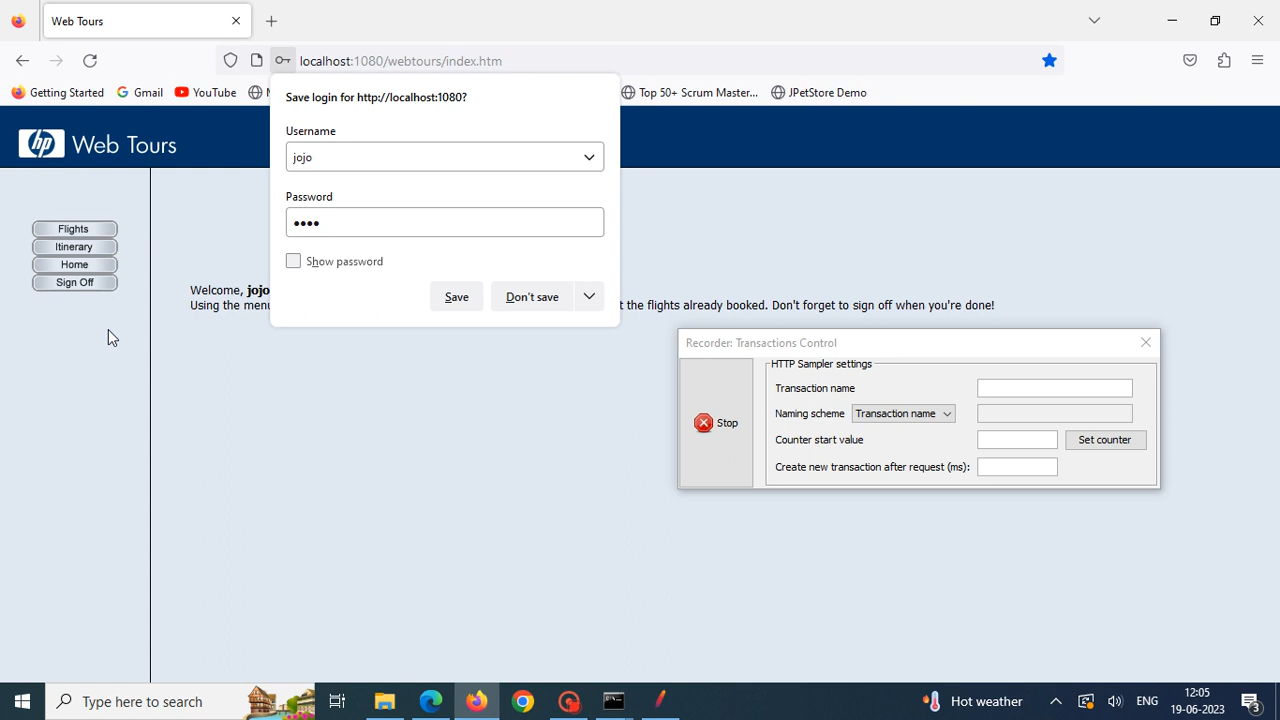 Web Tours
localhost:1080/webtours/index.htm
Getting Started
Gmail
YouTube
Top 50+ Scrum Master...
JPetStore Demo
hp Web Tours
Save login for http://localhost:1080?
Username
jojo
Password
••••
Show password
Save
Don't save
Flights
Itinerary
Home
Sign Off
Welcome, jojo
Using the menu
t the flights already booked. Don't forget to sign off when you're done!
Recorder: Transactions Control
Stop
HTTP Sampler settings
Transaction name
Naming scheme Transaction name
Counter start value
Set counter
Create new transaction after request (ms):
Type here to search
Hot weather
ENG
12:05
19-06-2023
3